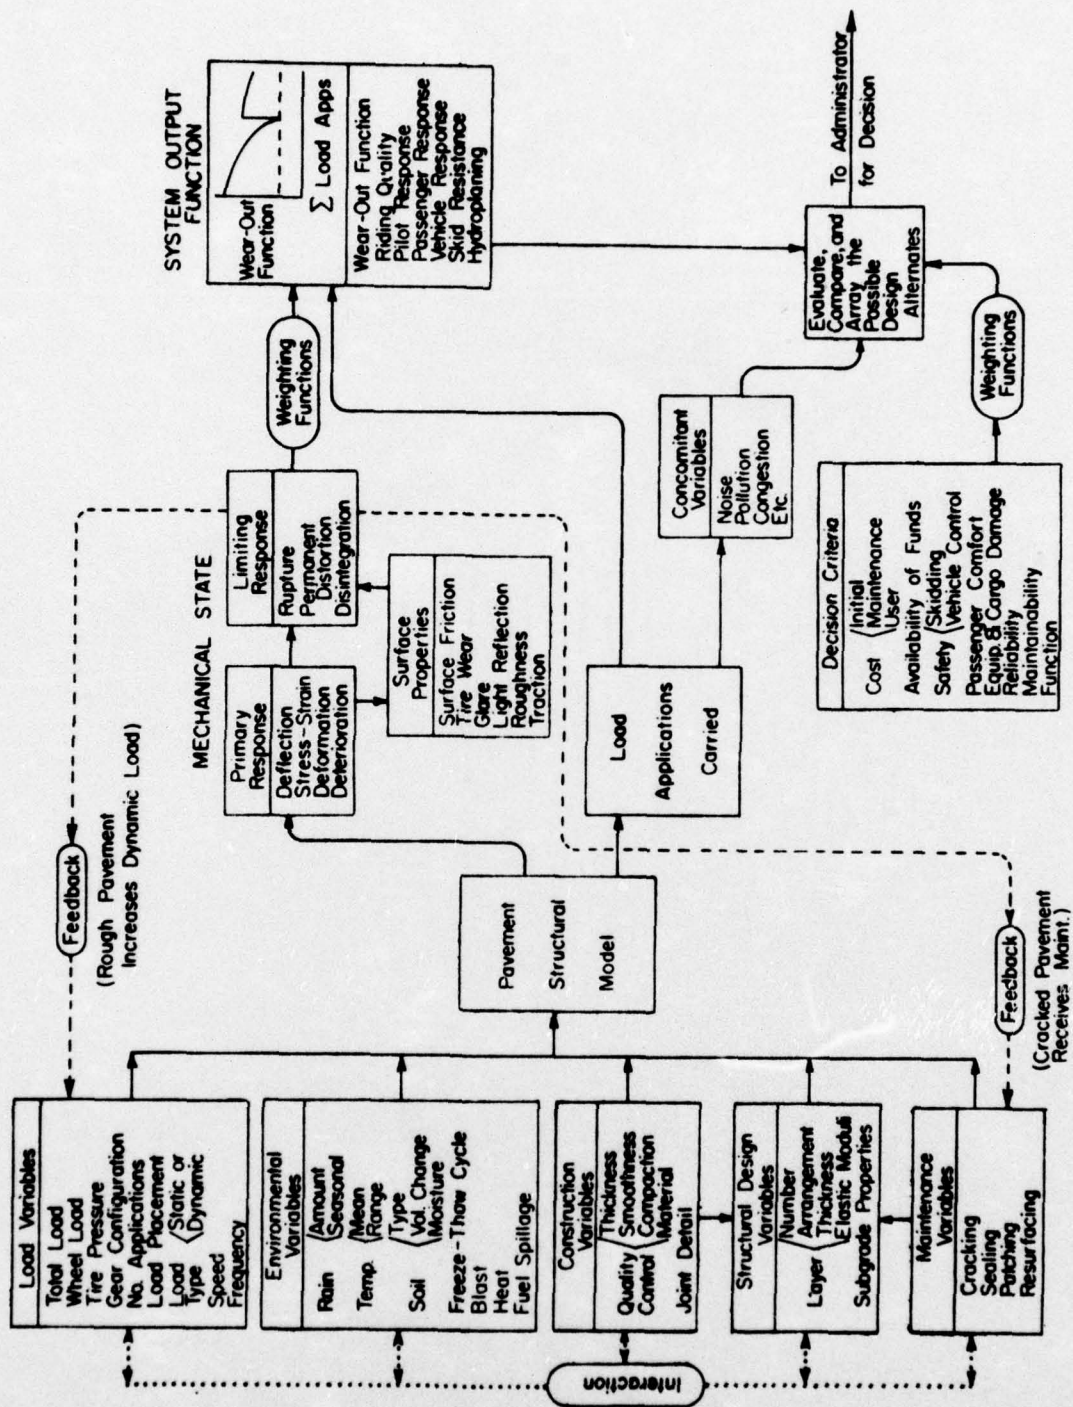 Load Variables
Total Load
Wheel Load
Tire Pressure
Gear Configuration
No. Applications
Load Placement
Load Type
Static or
Dynamic
Speed
Frequency
Environmental
Variables
Rain
Amount
Seasonal
Temp.
Mean
Range
Soil
Type
Vol. Change
Moisture
Freeze-Thaw Cycle
Blast
Heat
Fuel Spillage
Construction
Variables
Quality
Control
Thickness
Smoothness
Compaction
Material
Joint Detail
Structural Design
Variables
Layer
Number
Arrangement
Thickness
Elastic Moduli
Subgrade Properties
Maintenance
Variables
Cracking
Sealing
Patching
Resurfacing
Interaction
Feedback
(Rough Pavement
Increases Dynamic Load)
Feedback
(Cracked Pavement
Receives Maint.)
Pavement
Structural
Model
MECHANICAL STATE
Primary
Response
Deflection
Stress-Strain
Deformation
Deterioration
Limiting
Response
Rupture
Permanent
Distortion
Disintegration
Surface
Properties
Surface Friction
Tire Wear
Glare
Light Reflection
Roughness
Traction
Load
Applications
Carried
Weighting
Functions
SYSTEM OUTPUT
FUNCTION
Wear-Out
Function
Σ Load Apps
Wear-Out Function
Riding Quality
Pilot Response
Passenger Response
Vehicle Response
Skid Resistance
Hydroplaning
Concomitant
Variables
Noise
Pollution
Congestion
Etc.
Decision Criteria
Cost
Initial
Maintenance
User
Availability of Funds
Safety
Skidding
Vehicle Control
Passenger Comfort
Equip. & Cargo Damage
Reliability
Maintainability
Function
Weighting
Functions
Evaluate,
Compare, and
Array the
Possible
Design
Alternates
To Administrator
for Decision